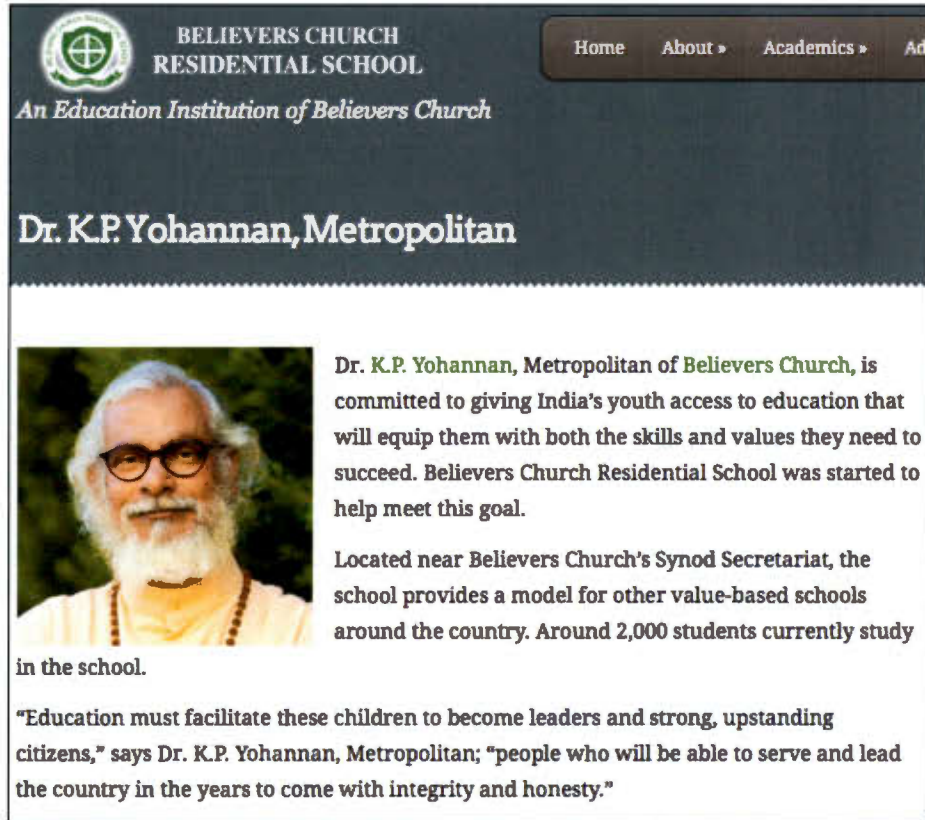 BELIEVERS CHURCH
RESIDENTIAL SCHOOL
An Education Institution of Believers Church
Home About » Academics » Ad
Dr. K.P. Yohannan, Metropolitan
Dr. K.P. Yohannan, Metropolitan of Believers Church, is
committed to giving India's youth access to education that
will equip them with both the skills and values they need to
succeed. Believers Church Residential School was started to
help meet this goal.
Located near Believers Church's Synod Secretariat, the
school provides a model for other value-based schools
around the country. Around 2,000 students currently study
in the school.
"Education must facilitate these children to become leaders and strong, upstanding
citizens," says Dr. K.P. Yohannan, Metropolitan; "people who will be able to serve and lead
the country in the years to come with integrity and honesty."